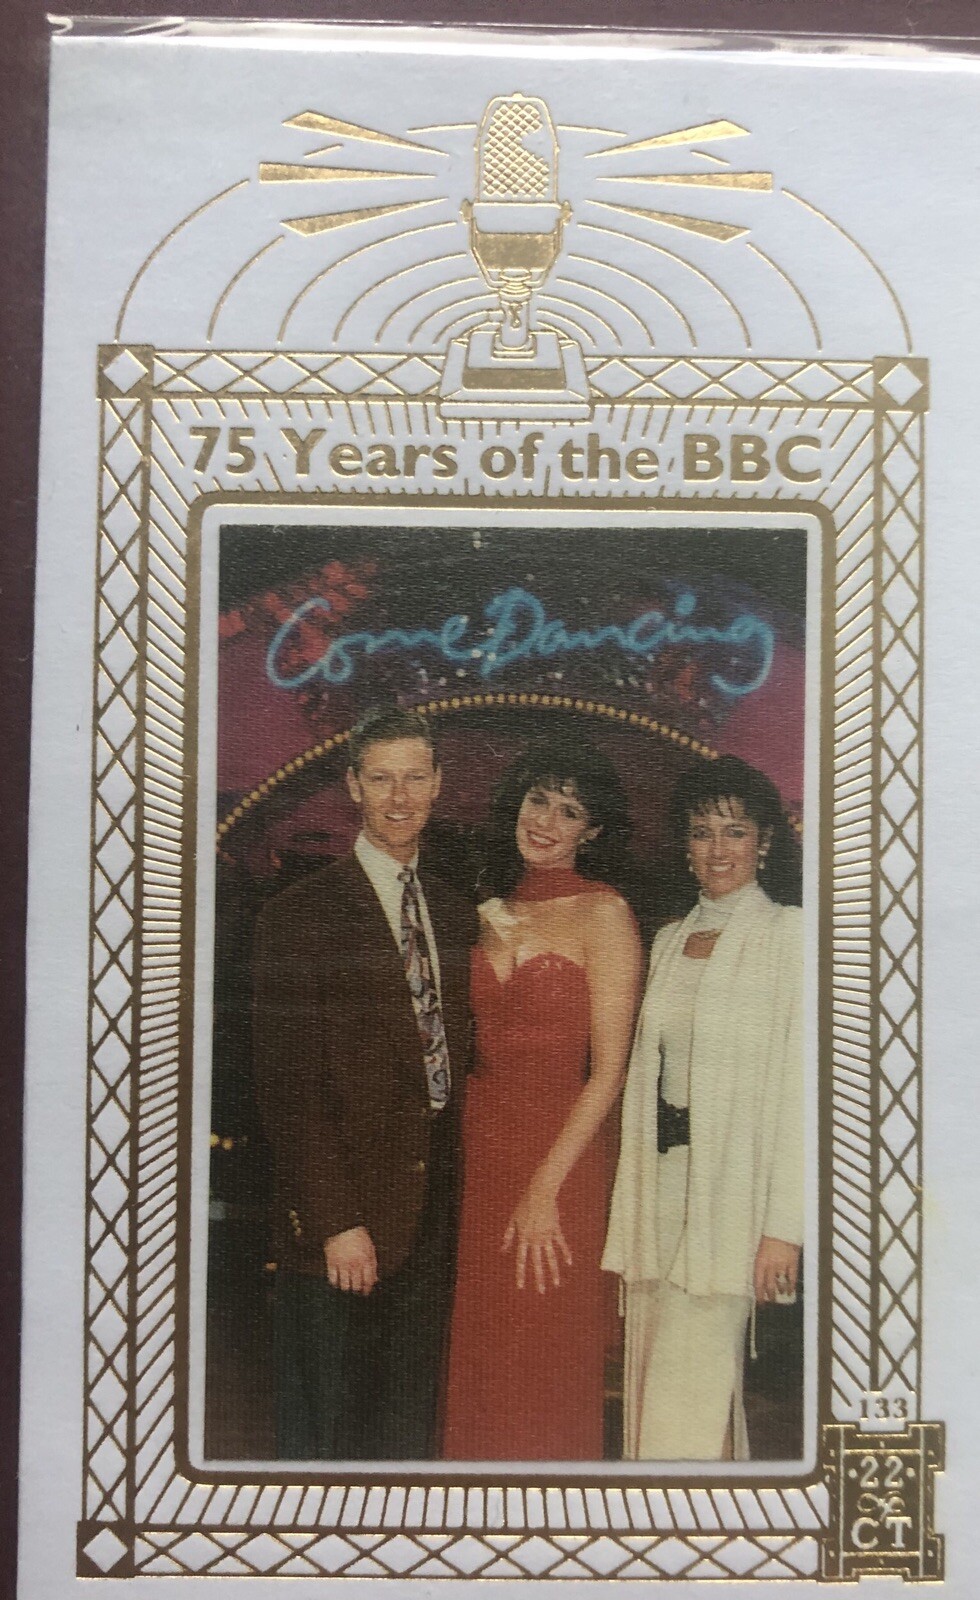 75 Years of the BBC
Come Dancing
133
22
CT